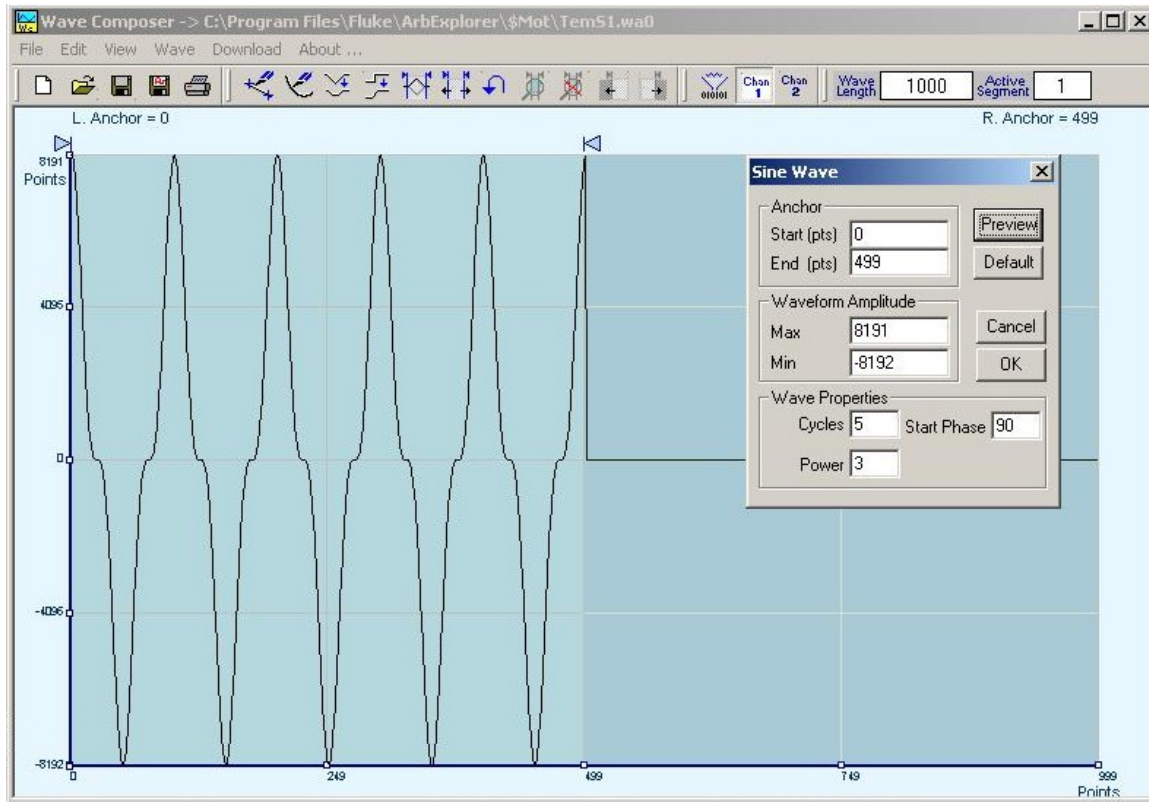 Wave Composer -> C:\Program Files\Fluke\ArbExplorer\$Mot\TemS1.wa0
File Edit View Wave Download About ...
010101
Chan 1
Chan 2
Wave Length 1000
Active Segment 1
L. Anchor = 0
R. Anchor = 499
8191
Points
4095
0
-4096
-8192
0 249 499 749 999
Points
Sine Wave
Anchor
Start (pts) 0
End (pts) 499
Preview
Default
Waveform Amplitude
Max 8191
Min -8192
Cancel
OK
Wave Properties
Cycles 5 Start Phase 90
Power 3